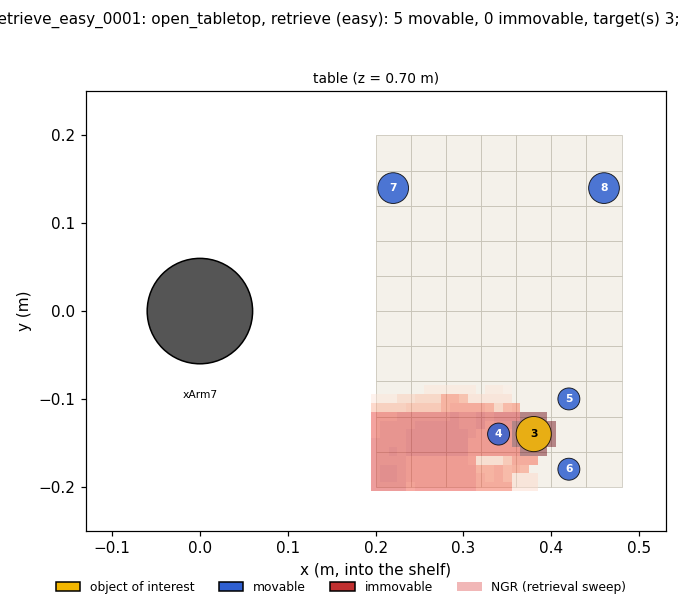 etrieve_easy_0001: open_tabletop, retrieve (easy): 5 movable, 0 immovable, target(s) 3;
table (z = 0.70 m)
0.2
0.1
0.0
−0.1
−0.2
y (m)
7
8
xArm7
5
4
3
6
−0.1
0.0
0.1
0.2
0.3
0.4
0.5
x (m, into the shelf)
object of interest
movable
immovable
NGR (retrieval sweep)